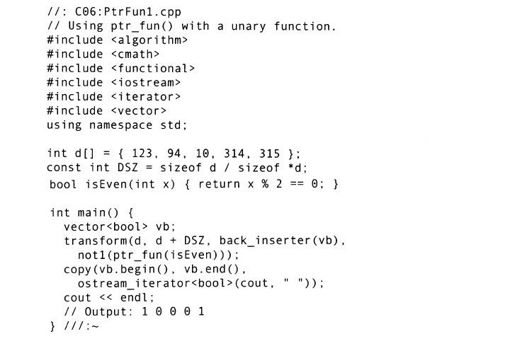 //: C06:PtrFun1.cpp
// Using ptr_fun() with a unary function.
#include <algorithm>
#include <cmath>
#include <functional>
#include <iostream>
#include <iterator>
#include <vector>
using namespace std;

int d[] = { 123, 94, 10, 314, 315 };
const int DSZ = sizeof d / sizeof *d;
bool isEven(int x) { return x % 2 == 0; }

int main() {
  vector<bool> vb;
  transform(d, d + DSZ, back_inserter(vb),
    not1(ptr_fun(isEven)));
  copy(vb.begin(), vb.end(),
    ostream_iterator<bool>(cout, " "));
  cout << endl;
  // Output: 1 0 0 0 1
} ///:~